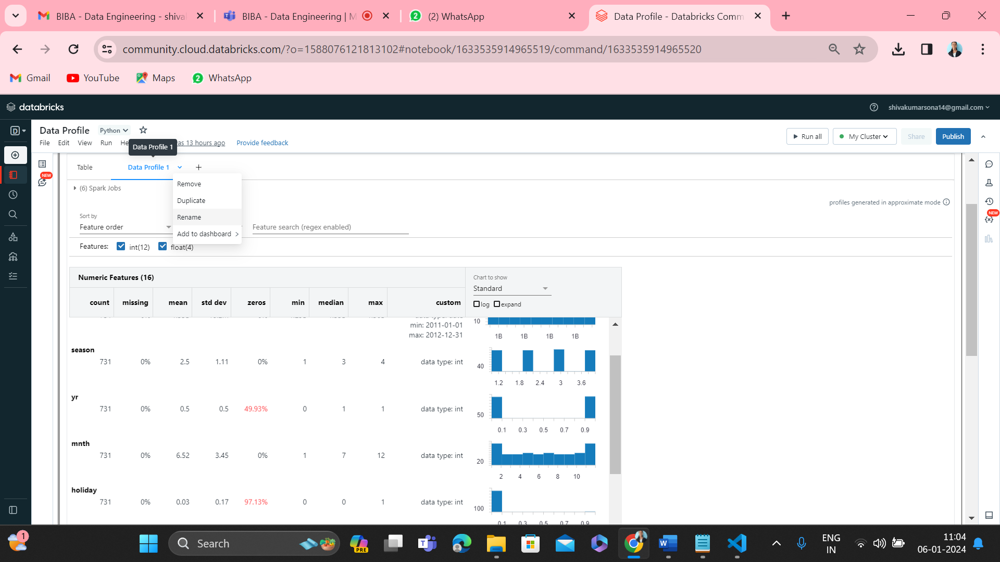 BIBA - Data Engineering - shiva
BIBA - Data Engineering | M
2 (2) WhatsApp
Data Profile - Databricks Comm
community.cloud.databricks.com/?o=1588076121813102#notebook/1633535914965519/command/1633535914965520
Gmail YouTube Maps 2 WhatsApp
databricks
shivakumarsona14@gmail.com
D Data Profile Python
File Edit View Run He as 13 hours ago Provide feedback
Run all My Cluster Share Publish
Data Profile 1
NEW
Table Data Profile 1 +
Remove
Duplicate
Rename
Add to dashboard >
(6) Spark Jobs
profiles generated in approximate mode
NEW
Sort by
Feature order
Feature search (regex enabled)
Features: int(12) float(4)
Numeric Features (16)
Chart to show
Standard
log expand
count missing mean std dev zeros min median max custom
min: 2011-01-01
max: 2012-12-31
10
1B 1B 1B 1B
season
731 0% 2.5 1.11 0% 1 3 4 data type: int
40
1.2 1.8 2.4 3 3.6
yr
731 0% 0.5 0.5 49.93% 0 1 1 data type: int
50
0.1 0.3 0.5 0.7 0.9
mnth
731 0% 6.52 3.45 0% 1 7 12 data type: int
20
2 4 6 8 10
holiday
731 0% 0.03 0.17 97.13% 0 0 1 data type: int
100
0.1 0.3 0.5 0.7 0.9
1
Search
PRE
ENG
IN
11:04
06-01-2024